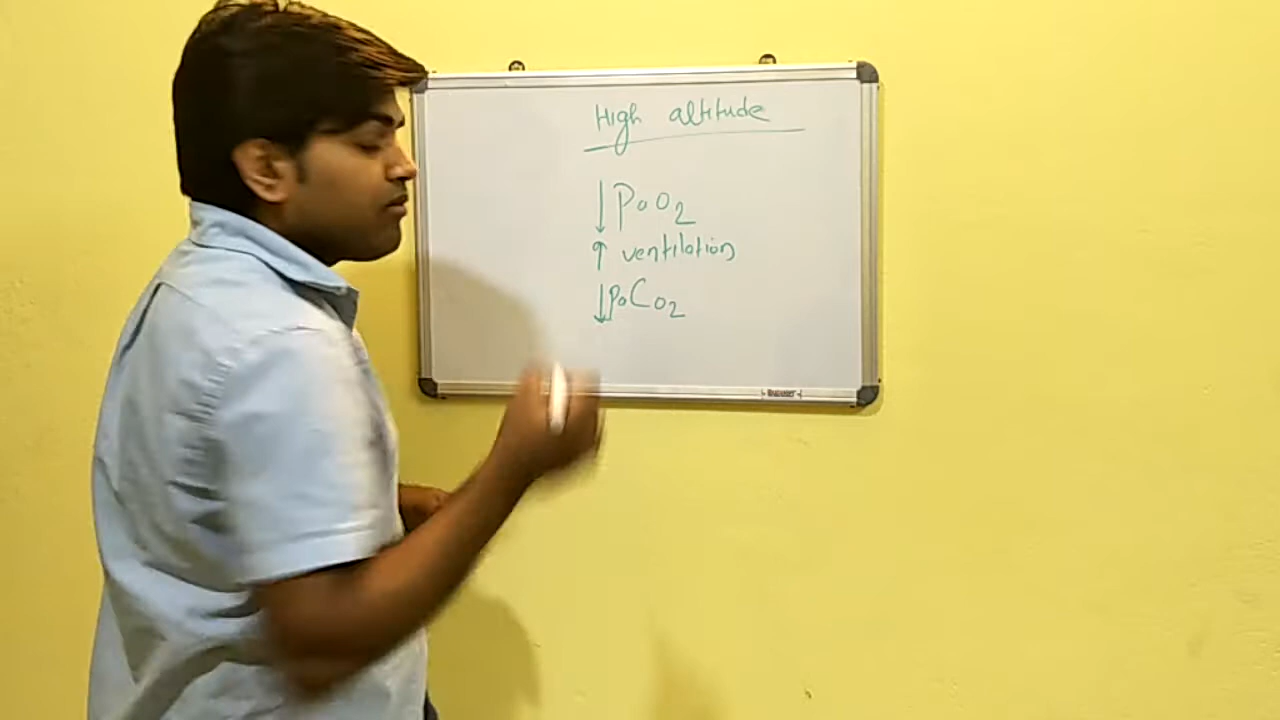 High altitude
↓ PaO2
↑ ventilation
↓ PaCO2